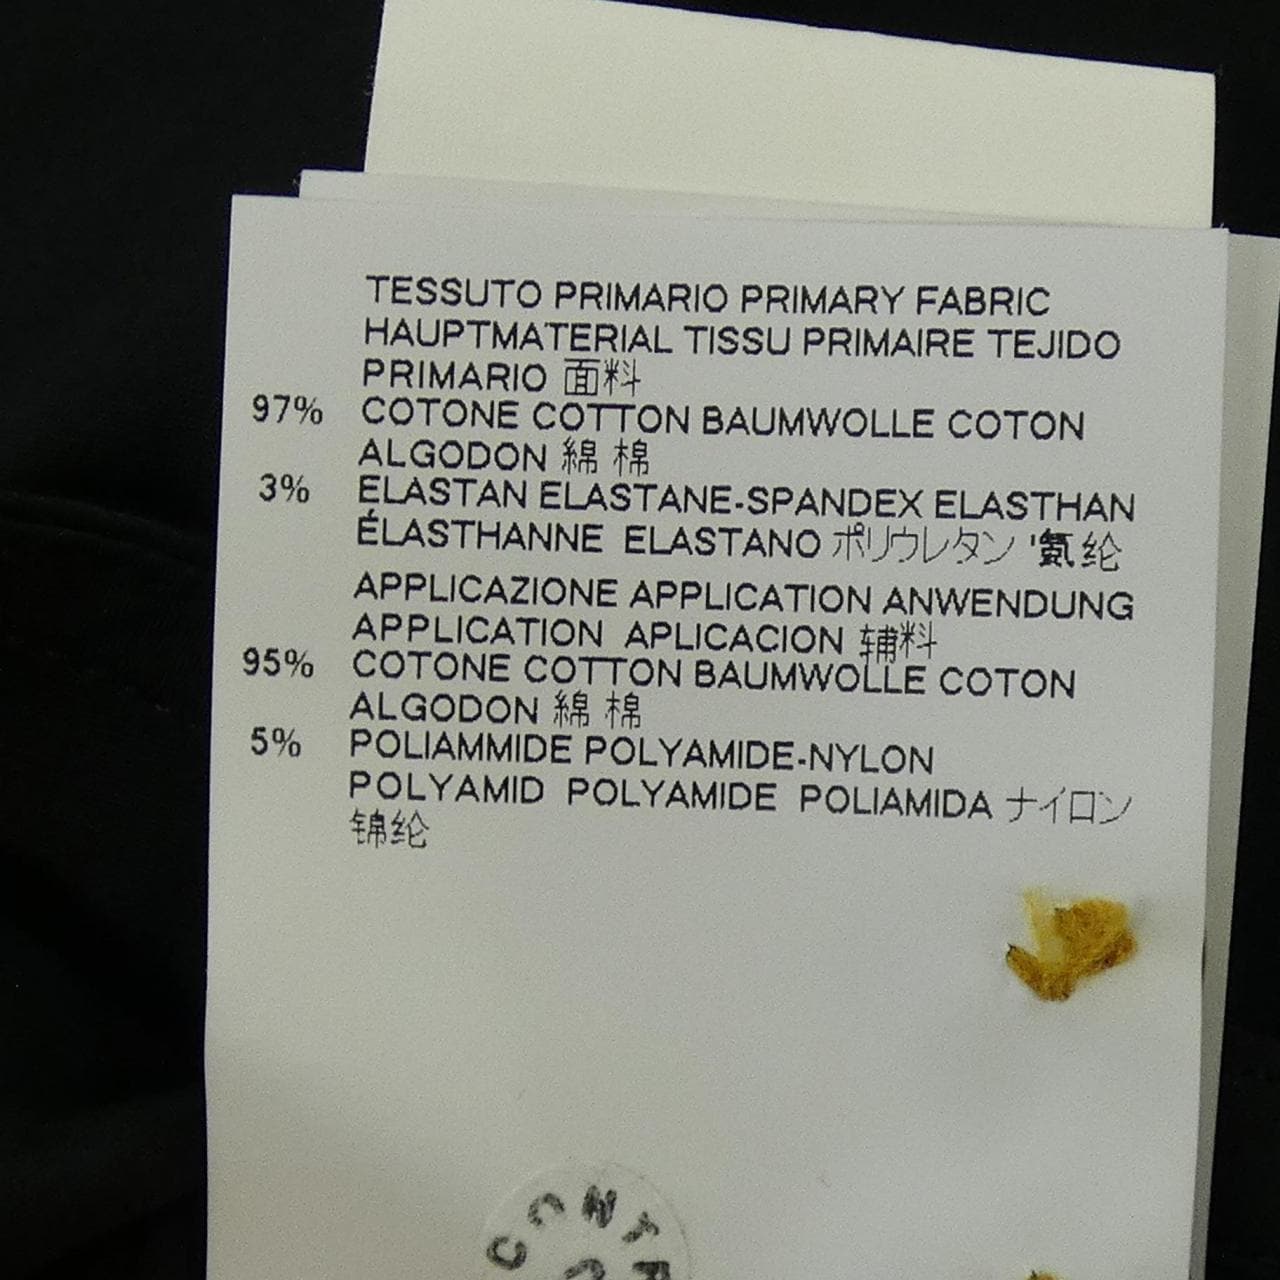 TESSUTO PRIMARIO PRIMARY FABRIC
HAUPTMATERIAL TISSU PRIMAIRE TEJIDO
PRIMARIO 面料
97% COTONE COTTON BAUMWOLLE COTON
ALGODON 綿 棉
3% ELASTAN ELASTANE-SPANDEX ELASTHAN
ÉLASTHANNE ELASTANO ポリウレタン '氨纶
APPLICAZIONE APPLICATION ANWENDUNG
APPLICATION APLICACION 辅料
95% COTONE COTTON BAUMWOLLE COTON
ALGODON 綿 棉
5% POLIAMMIDE POLYAMIDE-NYLON
POLYAMID POLYAMIDE POLIAMIDA ナイロン
锦纶